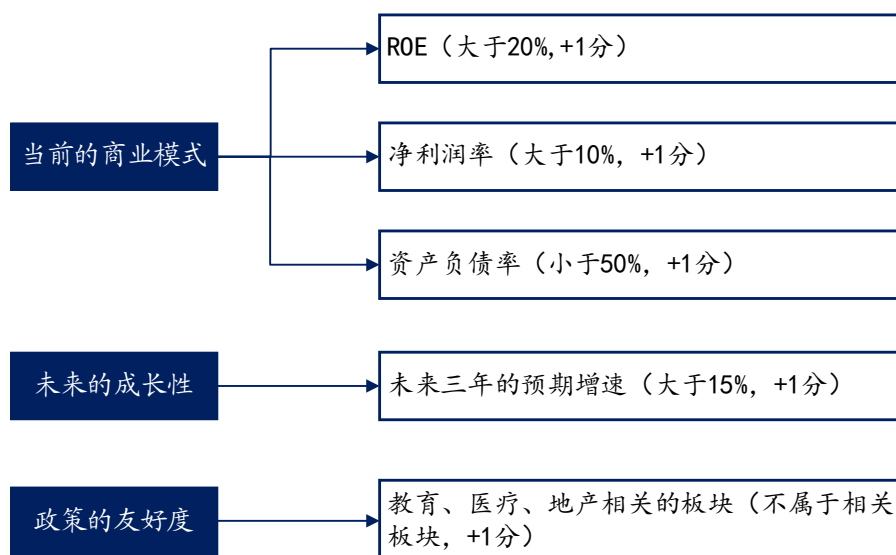 ROE（大于20%,+1分）
当前的商业模式
净利润率（大于10%，+1分）
资产负债率（小于50%，+1分）
未来的成长性
未来三年的预期增速（大于15%，+1分）
政策的友好度
教育、医疗、地产相关的板块（不属于相关
板块，+1分）